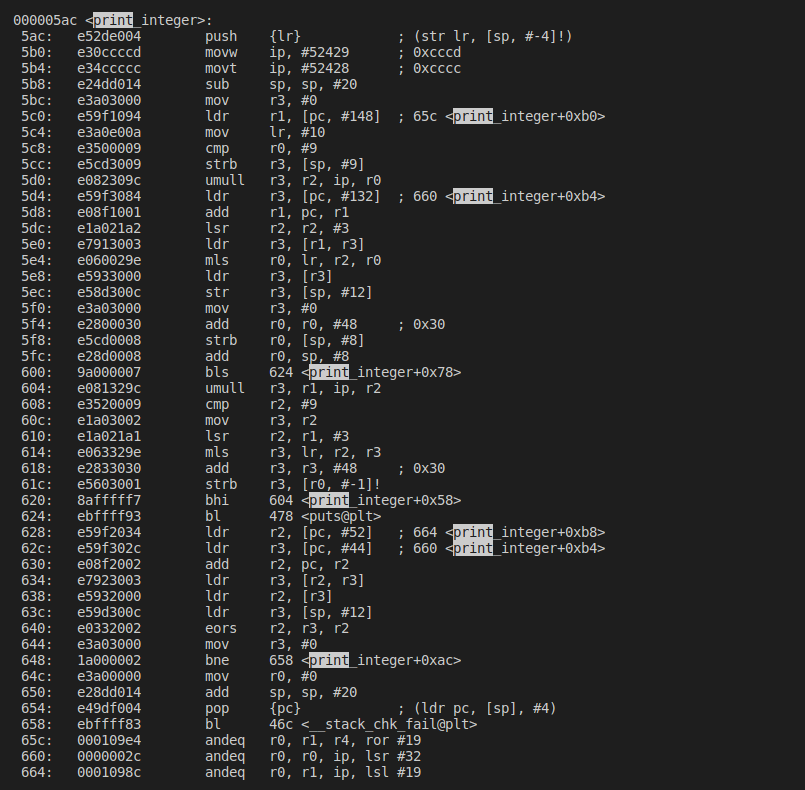 000005ac <print_integer>:
5ac: e52de004 push {lr} ; (str lr, [sp, #-4]!)
5b0: e30ccccd movw ip, #52429 ; 0xcccd
5b4: e34ccccc movt ip, #52428 ; 0xcccc
5b8: e24dd014 sub sp, sp, #20
5bc: e3a03000 mov r3, #0
5c0: e59f1094 ldr r1, [pc, #148] ; 65c <print_integer+0xb0>
5c4: e3a0e00a mov lr, #10
5c8: e3500009 cmp r0, #9
5cc: e5cd3009 strb r3, [sp, #9]
5d0: e082309c umull r3, r2, ip, r0
5d4: e59f3084 ldr r3, [pc, #132] ; 660 <print_integer+0xb4>
5d8: e08f1001 add r1, pc, r1
5dc: e1a021a2 lsr r2, r2, #3
5e0: e7913003 ldr r3, [r1, r3]
5e4: e060029e mls r0, lr, r2, r0
5e8: e5933000 ldr r3, [r3]
5ec: e58d300c str r3, [sp, #12]
5f0: e3a03000 mov r3, #0
5f4: e2800030 add r0, r0, #48 ; 0x30
5f8: e5cd0008 strb r0, [sp, #8]
5fc: e28d0008 add r0, sp, #8
600: 9a000007 bls 624 <print_integer+0x78>
604: e081329c umull r3, r1, ip, r2
608: e3520009 cmp r2, #9
60c: e1a03002 mov r3, r2
610: e1a021a1 lsr r2, r1, #3
614: e063329e mls r3, lr, r2, r3
618: e2833030 add r3, r3, #48 ; 0x30
61c: e5603001 strb r3, [r0, #-1]!
620: 8afffff7 bhi 604 <print_integer+0x58>
624: ebffff93 bl 478 <puts@plt>
628: e59f2034 ldr r2, [pc, #52] ; 664 <print_integer+0xb8>
62c: e59f302c ldr r3, [pc, #44] ; 660 <print_integer+0xb4>
630: e08f2002 add r2, pc, r2
634: e7923003 ldr r3, [r2, r3]
638: e5932000 ldr r2, [r3]
63c: e59d300c ldr r3, [sp, #12]
640: e0332002 eors r2, r3, r2
644: e3a03000 mov r3, #0
648: 1a000002 bne 658 <print_integer+0xac>
64c: e3a00000 mov r0, #0
650: e28dd014 add sp, sp, #20
654: e49df004 pop {pc} ; (ldr pc, [sp], #4)
658: ebffff83 bl 46c <__stack_chk_fail@plt>
65c: 000109e4 andeq r0, r1, r4, ror #19
660: 0000002c andeq r0, r0, ip, lsr #32
664: 0001098c andeq r0, r1, ip, lsl #19